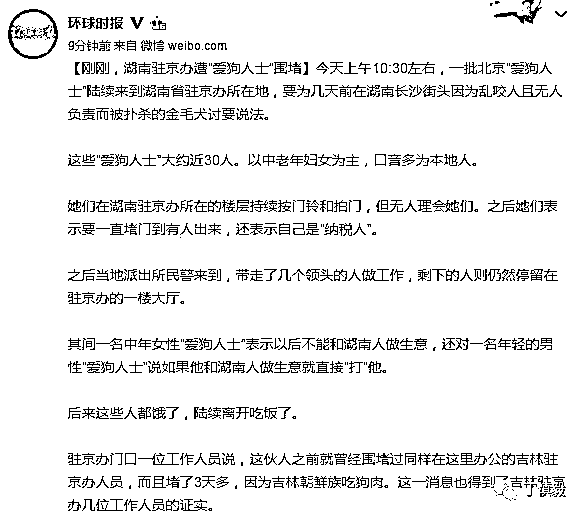 环球时报
9分钟前 来自 微博 weibo.com
【刚刚，湖南驻京办遭“爱狗人士”围堵】今天上午10:30左右，一批北京“爱狗人
士”陆续来到湖南省驻京办所在地，要为几天前在湖南长沙街头因为乱咬人且无人
负责而被扑杀的金毛犬讨要说法。
这些“爱狗人士”大约近30人。以中老年妇女为主，口音多为本地人。
她们在湖南驻京办所在的楼层持续按门铃和拍门，但无人理会她们。之后她们表
示要一直堵门到有人出来，还表示自己是“纳税人”。
之后当地派出所民警来到，带走了几个领头的人做工作，剩下的人则仍然停留在
驻京办的一楼大厅。
其间一名中年女性“爱狗人士”表示以后不能和湖南人做生意，还对一名年轻的男
性“爱狗人士”说如果他和湖南人做生意就直接“打”他。
后来这些人都饿了，陆续离开吃饭了。
驻京办门口一位工作人员说，这伙人之前就曾经围堵过同样在这里办公的吉林驻
京办人员，而且堵了3天多，因为吉林朝鲜族吃狗肉。这一消息也得到了吉林驻京
办几位工作人员的证实。